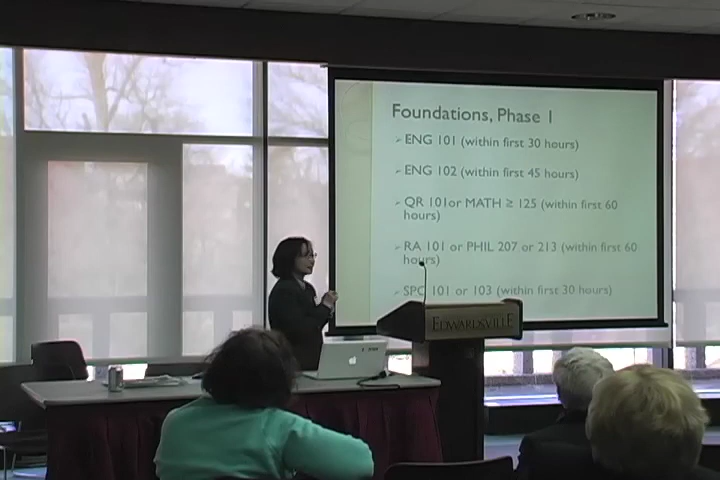 Foundations, Phase 1
➢ENG 101 (within first 30 hours)
➢ENG 102 (within first 45 hours)
➢QR 101or MATH ≥ 125 (within first 60
hours)
➢RA 101 or PHIL 207 or 213 (within first 60
hours)
➢SPC 101 or 103 (within first 30 hours)
EDWARDSVILLE